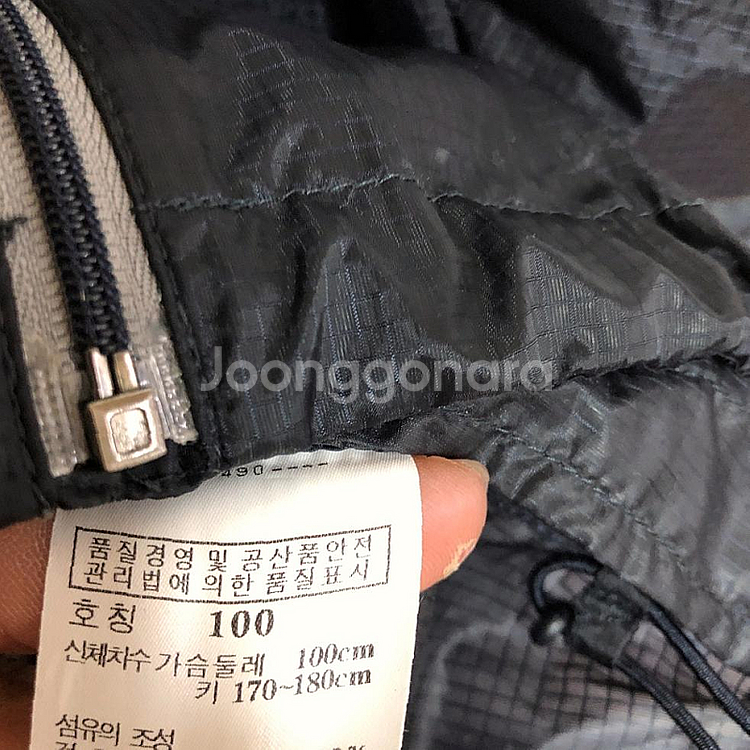 Joonggonara
490----
품질경영 및 공산품안전
관리법에 의한 품질표시
호칭 100
신체차수 가슴둘레 100cm
키 170~180cm
섬유의 조성